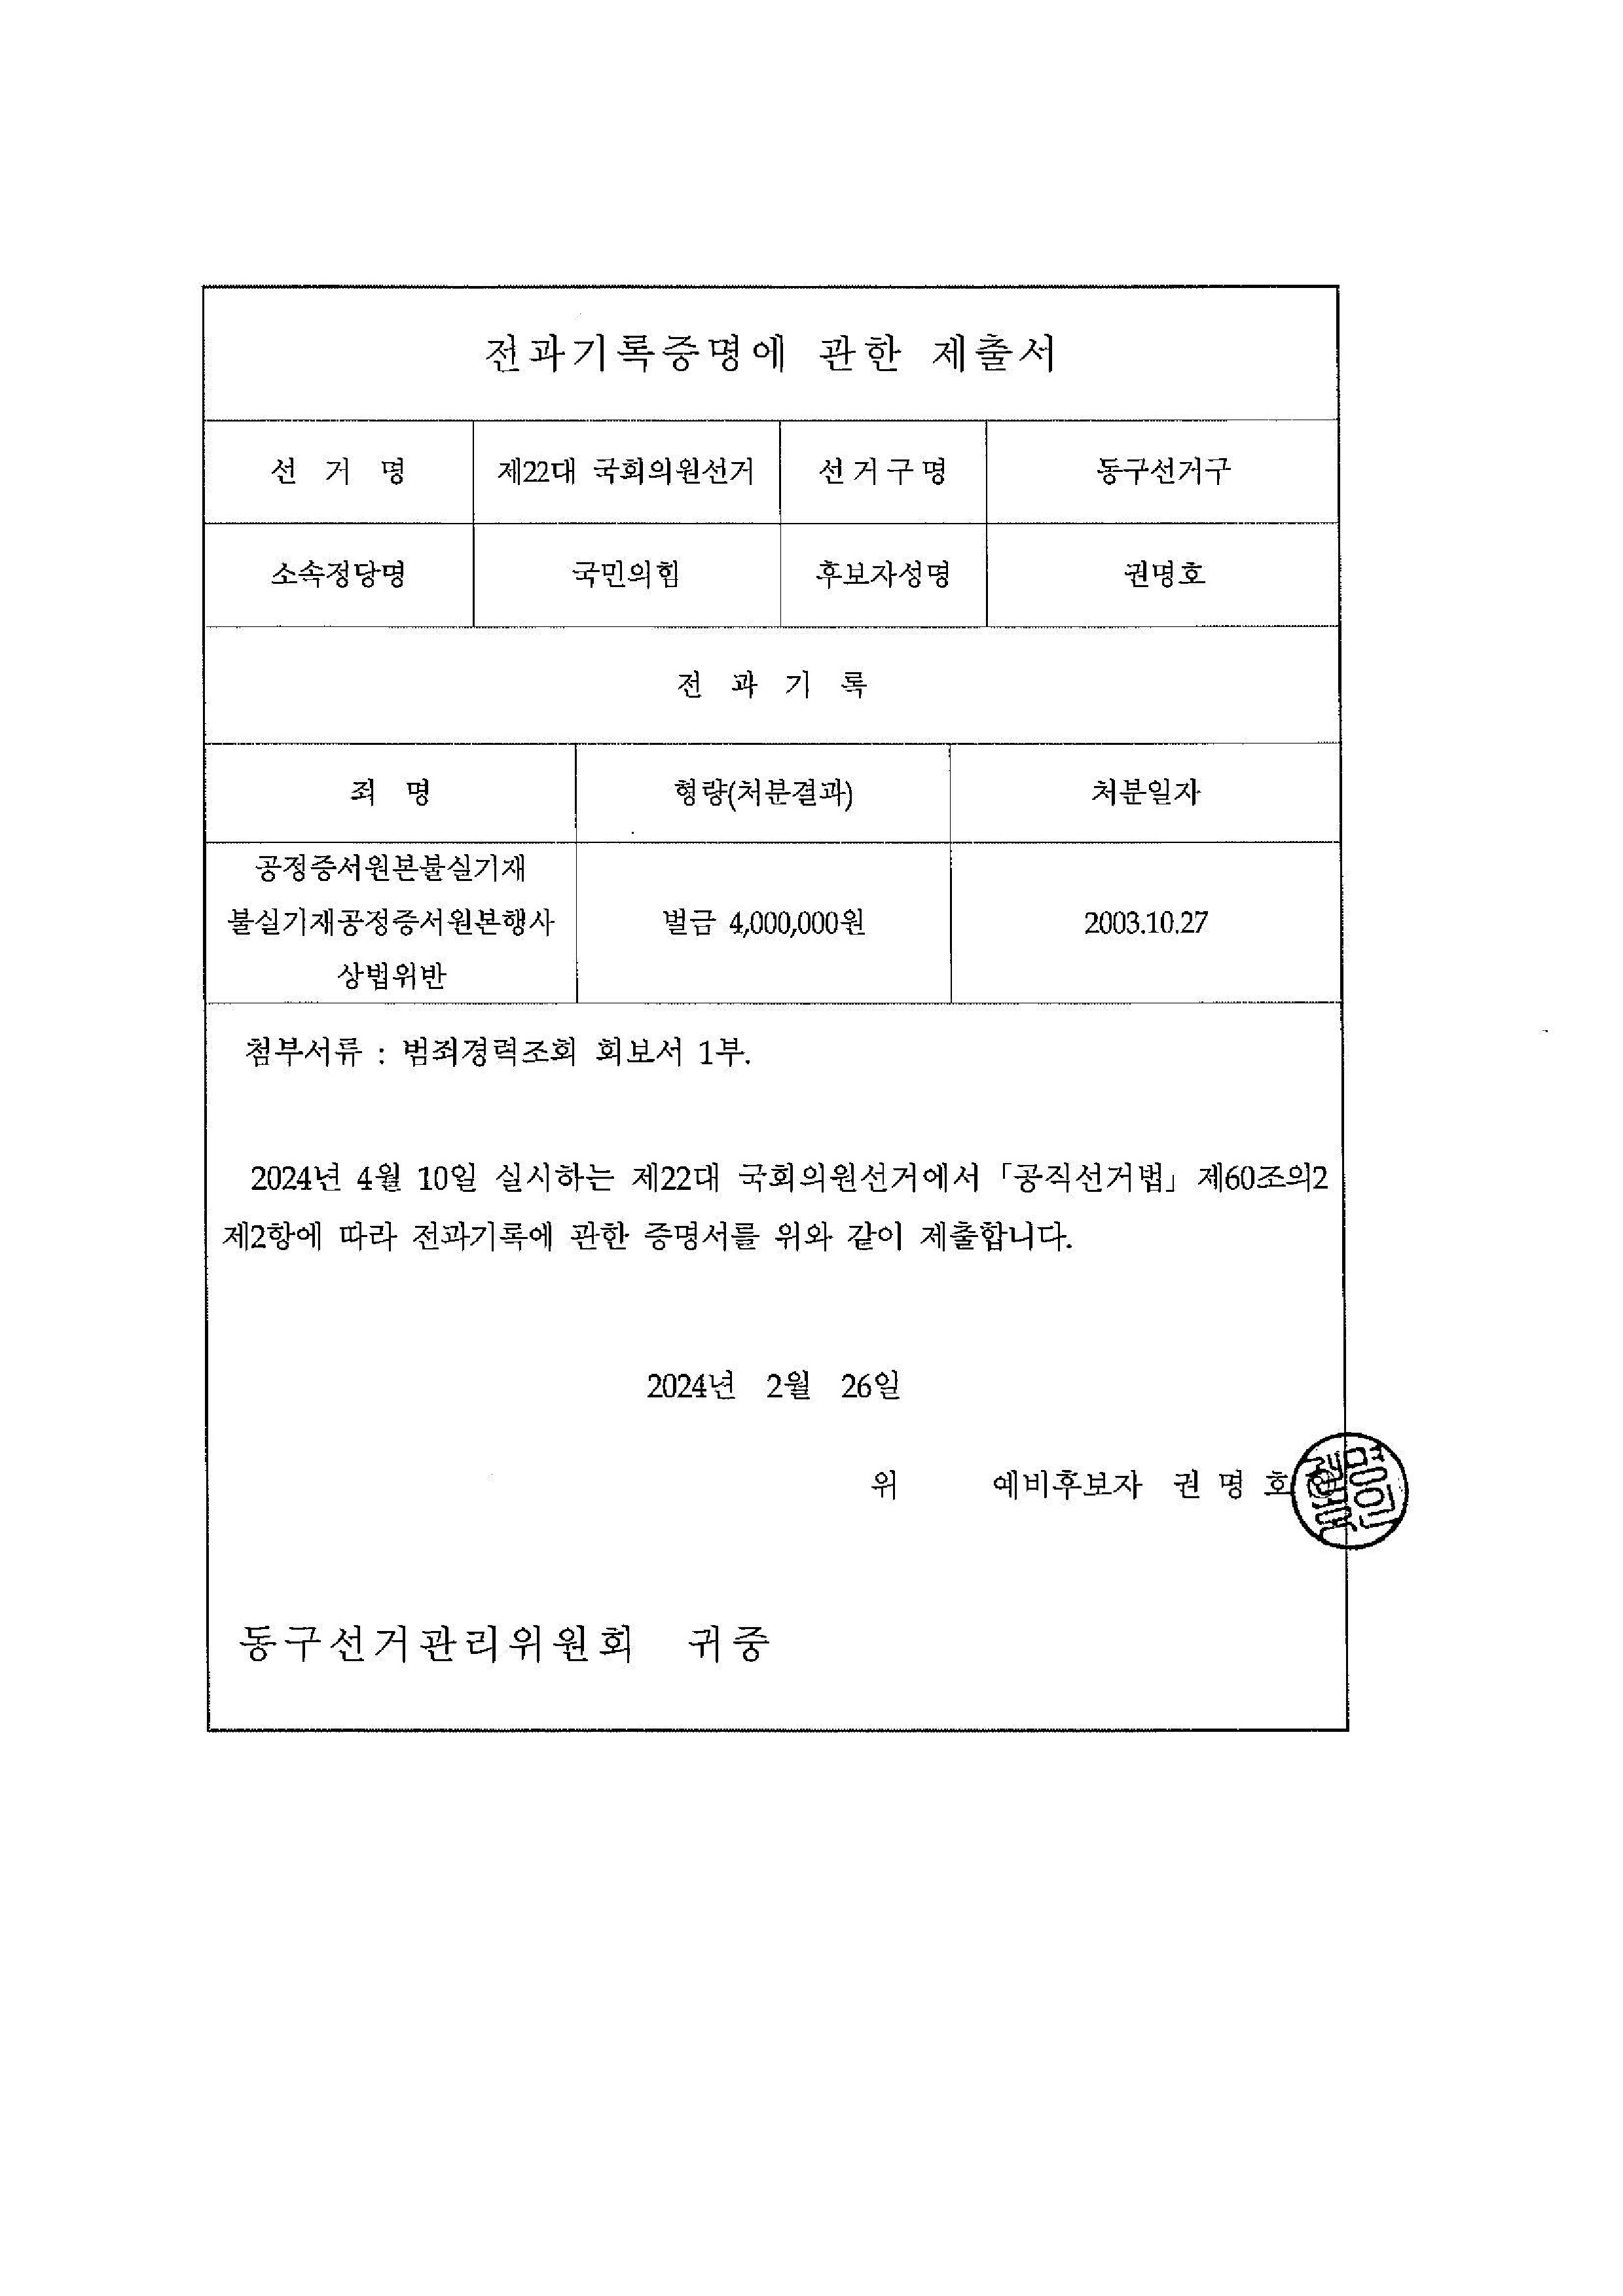 전과기록증명에 관한 제출서
선 거 명 제22대 국회의원선거 선거구명 동구선거구
소속정당명 국민의힘 후보자성명 권명호
전 과 기 록
죄 명 형량(처분결과) 처분일자
공정증서원본불실기재
불실기재공정증서원본행사 벌금 4,000,000원 2003.10.27
상법위반
첨부서류 : 범죄경력조회 회보서 1부.
2024년 4월 10일 실시하는 제22대 국회의원선거에서 「공직선거법」 제60조의2
제2항에 따라 전과기록에 관한 증명서를 위와 같이 제출합니다.
2024년 2월 26일
위 예비후보자 권 명 호
동구선거관리위원회 귀중